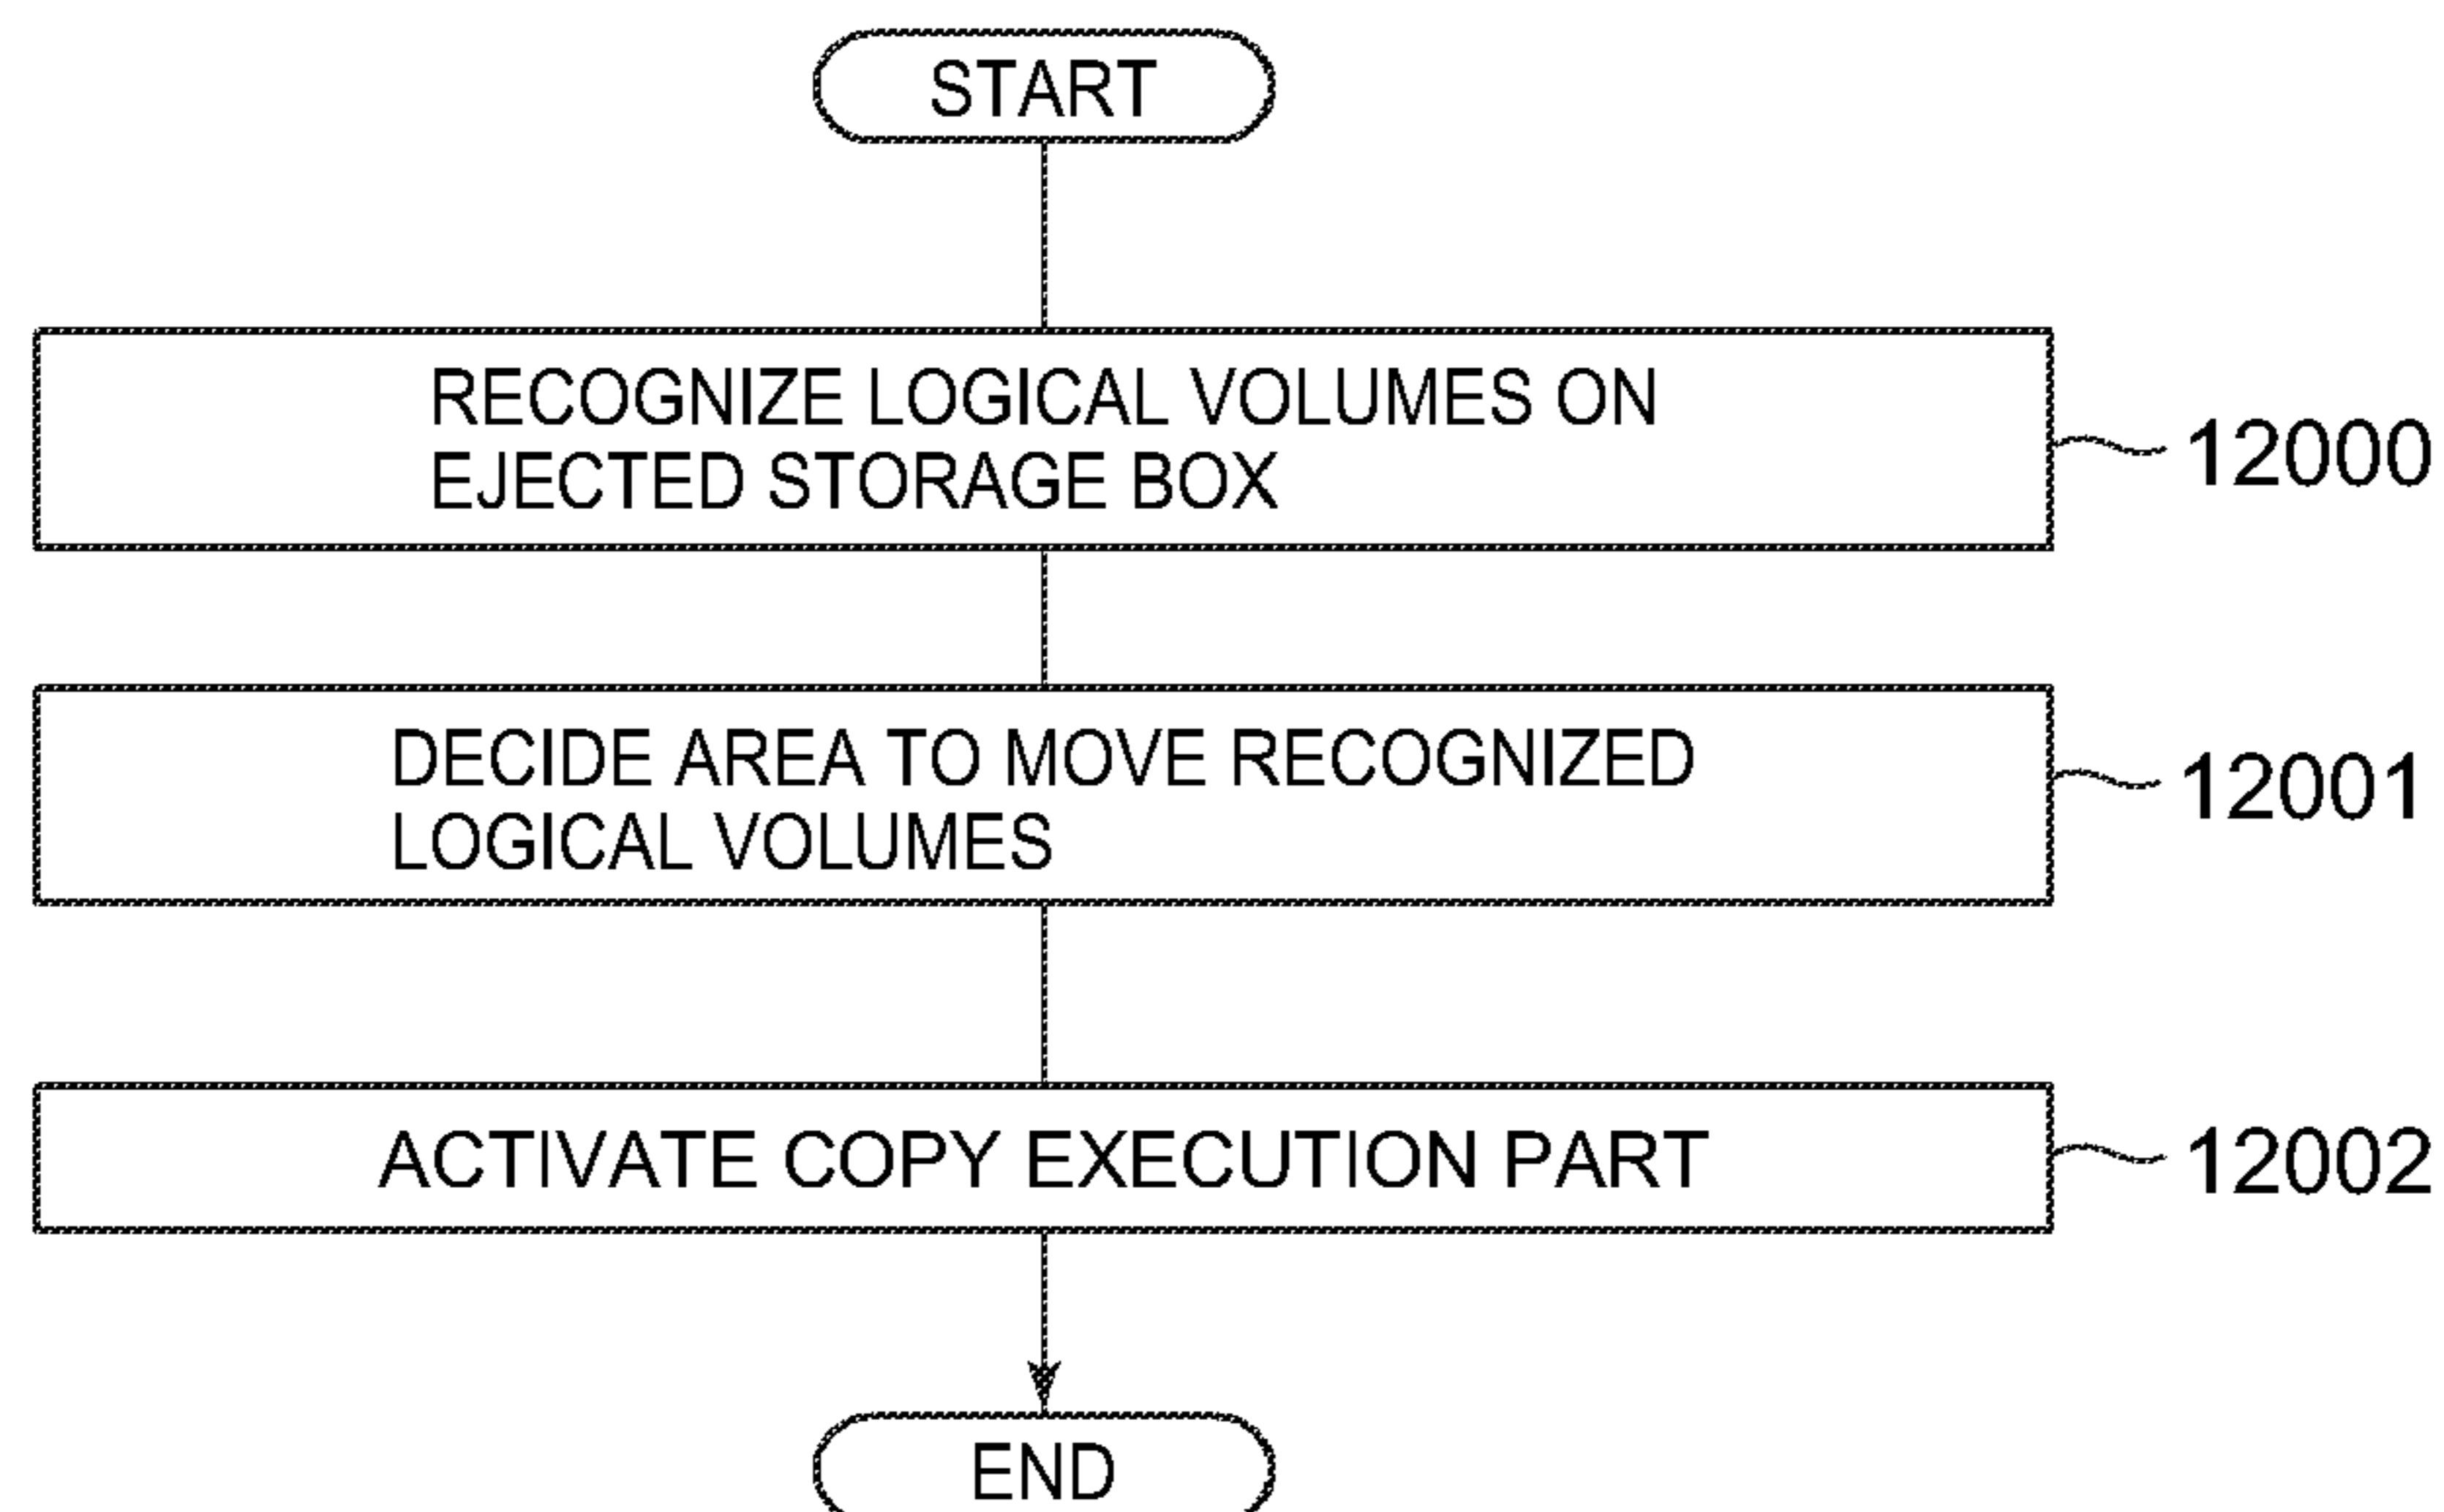 START
RECOGNIZE LOGICAL VOLUMES ON
EJECTED STORAGE BOX
12000
DECIDE AREA TO MOVE RECOGNIZED
LOGICAL VOLUMES
12001
ACTIVATE COPY EXECUTION PART
12002
END